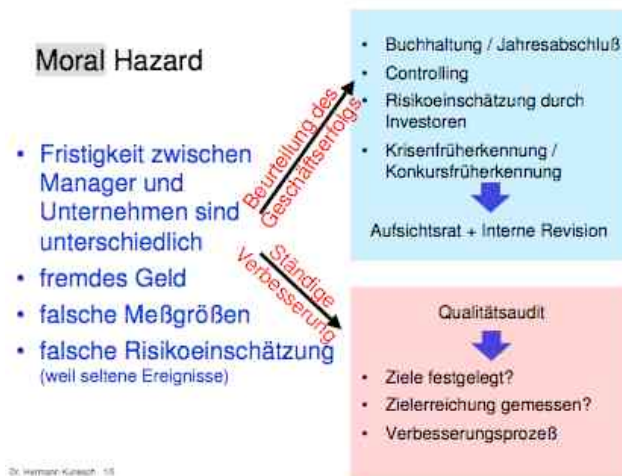 Moral Hazard
• Fristigkeit zwischen
Manager und
Unternehmen sind
unterschiedlich
• fremdes Geld
• falsche Meßgrößen
• falsche Risikoeinschätzung
(weil seltene Ereignisse)
Beurteilung des
Geschäftserfolgs
Ständige
Verbesserung
• Buchhaltung / Jahresabschluß
• Controlling
• Risikoeinschätzung durch
Investoren
• Krisenfrüherkennung /
Konkursfrüherkennung
Aufsichtsrat + Interne Revision
Qualitätsaudit
• Ziele festgelegt?
• Zielerreichung gemessen?
• Verbesserungsprozeß
Dr. Hermann